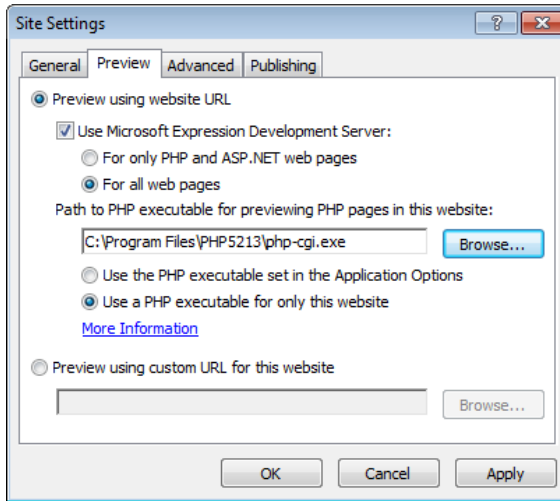 Site Settings
General Preview Advanced Publishing
Preview using website URL
Use Microsoft Expression Development Server:
For only PHP and ASP.NET web pages
For all web pages
Path to PHP executable for previewing PHP pages in this website:
C:\Program Files\PHP5213\php-cgi.exe Browse...
Use the PHP executable set in the Application Options
Use a PHP executable for only this website
More Information
Preview using custom URL for this website
Browse...
OK Cancel Apply